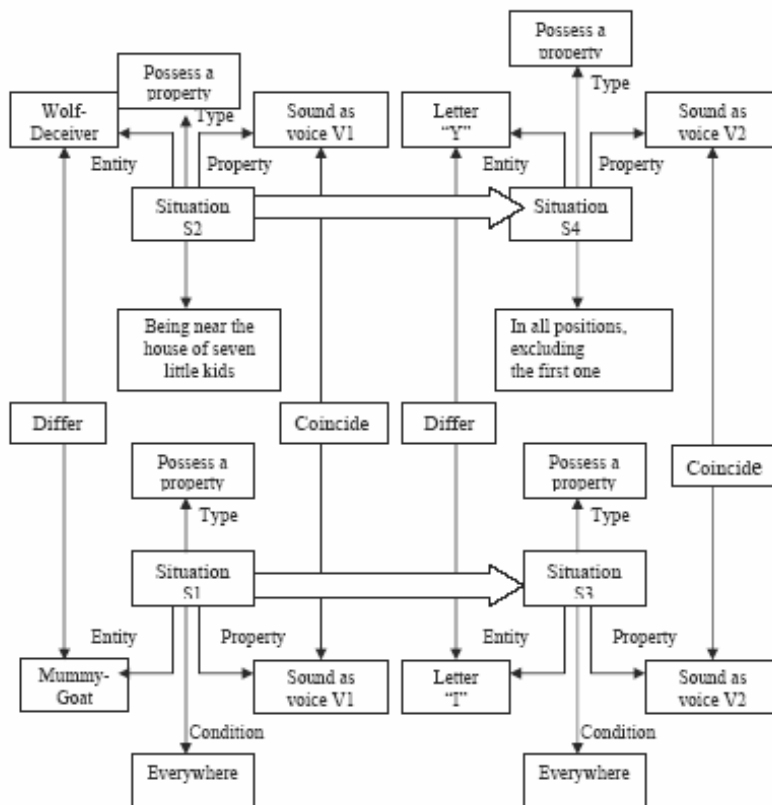 Possess a
property
Type
Wolf-
Deceiver
Entity
Possess a
property
Type
Property
Sound as
voice V1
Letter
“Y”
Entity
Property
Sound as
voice V2
Situation
S2
Situation
S4
Being near the
house of seven
little kids
In all positions,
excluding
the first one
Differ
Coincide
Differ
Coincide
Possess a
property
Type
Possess a
property
Type
Situation
S1
Situation
S3
Entity
Property
Entity
Property
Mummy-
Goat
Sound as
voice V1
Letter
“I”
Sound as
voice V2
Condition
Condition
Everywhere
Everywhere